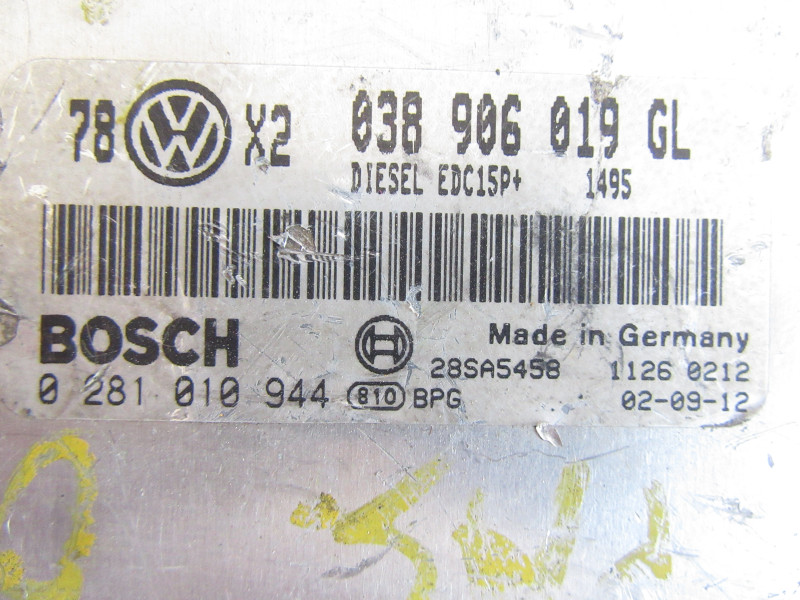 78 VW X2 038 906 019 GL
DIESEL EDC15P+ 1495
BOSCH Made in Germany
28SA5458 1126 0212
0 281 010 944 810 BPG 02-09-12